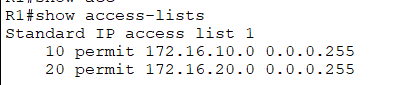 R1#show access-lists
Standard IP access list 1
    10 permit 172.16.10.0 0.0.0.255
    20 permit 172.16.20.0 0.0.0.255